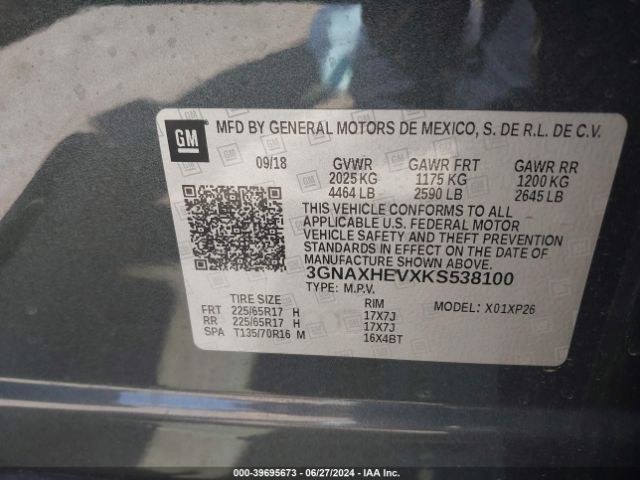 GM
MFD BY GENERAL MOTORS DE MEXICO, S. DE R.L. DE C.V.
09/18 GVWR GAWR FRT GAWR RR
2025 KG 1175 KG 1200 KG
4464 LB 2590 LB 2645 LB
THIS VEHICLE CONFORMS TO ALL
APPLICABLE U.S. FEDERAL MOTOR
VEHICLE SAFETY AND THEFT PREVENTION
STANDARDS IN EFFECT ON THE DATE OF
MANUFACTURE SHOWN ABOVE.
3GNAXHEVXKS538100
TYPE: M.P.V. MODEL: X01XP26
TIRE SIZE RIM
FRT 225/65R17 H 17X7J
RR 225/65R17 H 17X7J
SPA T135/70R16 M 16X4BT
000-39695673 / 06/27/2024 / IAA Inc.